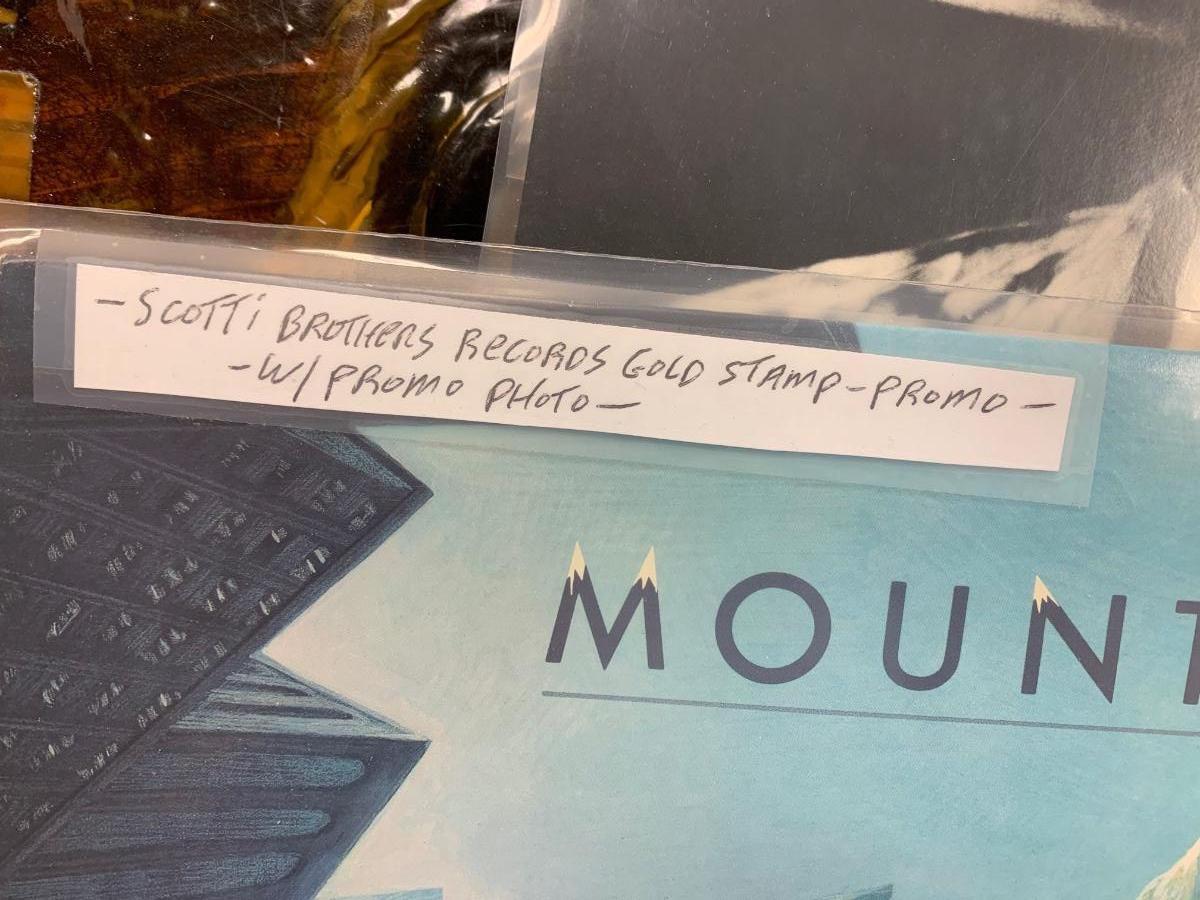 - SCOTTi BROTHERS RECORDS GOLD STAMP - PROMO -
- W/ PROMO PHOTO -
MOUNT